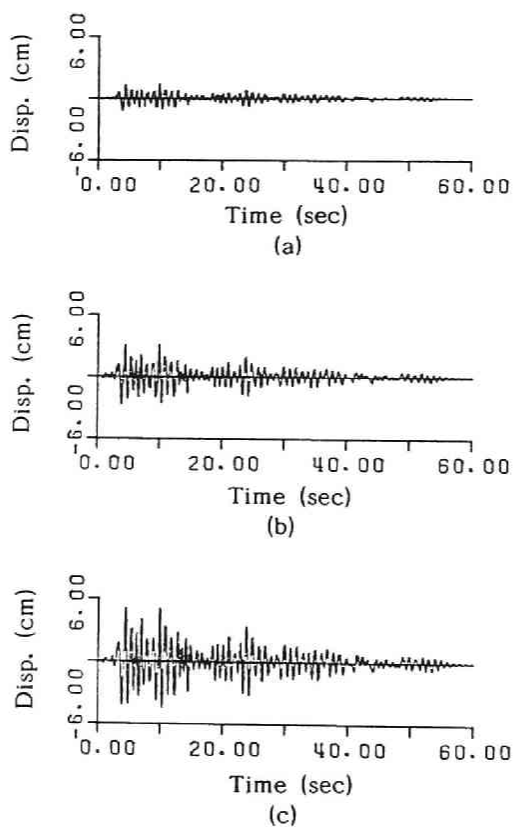 6.00
Disp. (cm)
-6.00
0.00 20.00 40.00 60.00
Time (sec)
(a)
6.00
Disp. (cm)
-6.00
0.00 20.00 40.00 60.00
Time (sec)
(b)
6.00
Disp. (cm)
-6.00
0.00 20.00 40.00 60.00
Time (sec)
(c)